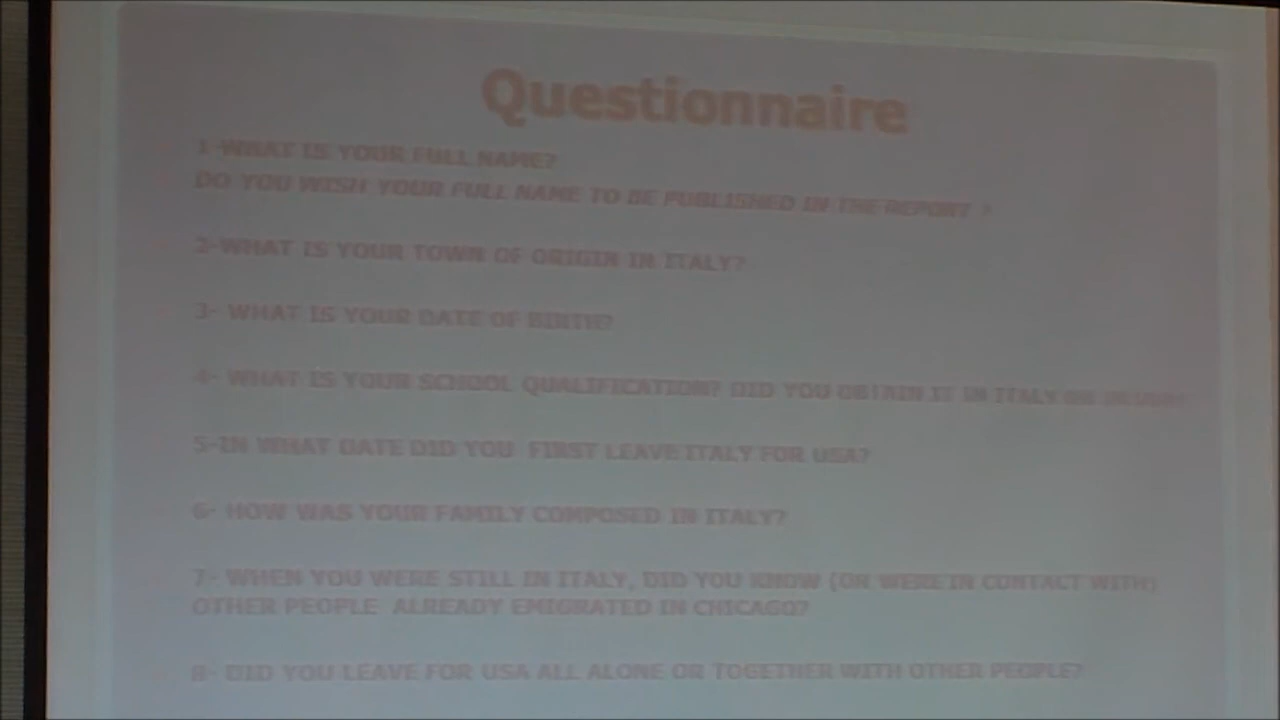 Questionnaire
1-WHAT IS YOUR FULL NAME?
DO YOU WISH YOUR FULL NAME TO BE PUBLISHED IN THE REPORT ?
2-WHAT IS YOUR TOWN OF ORIGIN IN ITALY?
3- WHAT IS YOUR DATE OF BIRTH?
4- WHAT IS YOUR SCHOOL QUALIFICATION? DID YOU OBTAIN IT IN ITALY OR
5-IN WHAT DATE DID YOU FIRST LEAVE ITALY FOR USA?
6- HOW WAS YOUR FAMILY COMPOSED IN ITALY?
7- WHEN YOU WERE STILL IN ITALY, DID YOU KNOW (OR WERE IN CONTACT WITH)
OTHER PEOPLE ALREADY EMIGRATED IN CHICAGO?
8- DID YOU LEAVE FOR USA ALL ALONE OR TOGETHER WITH OTHER PEOPLE?